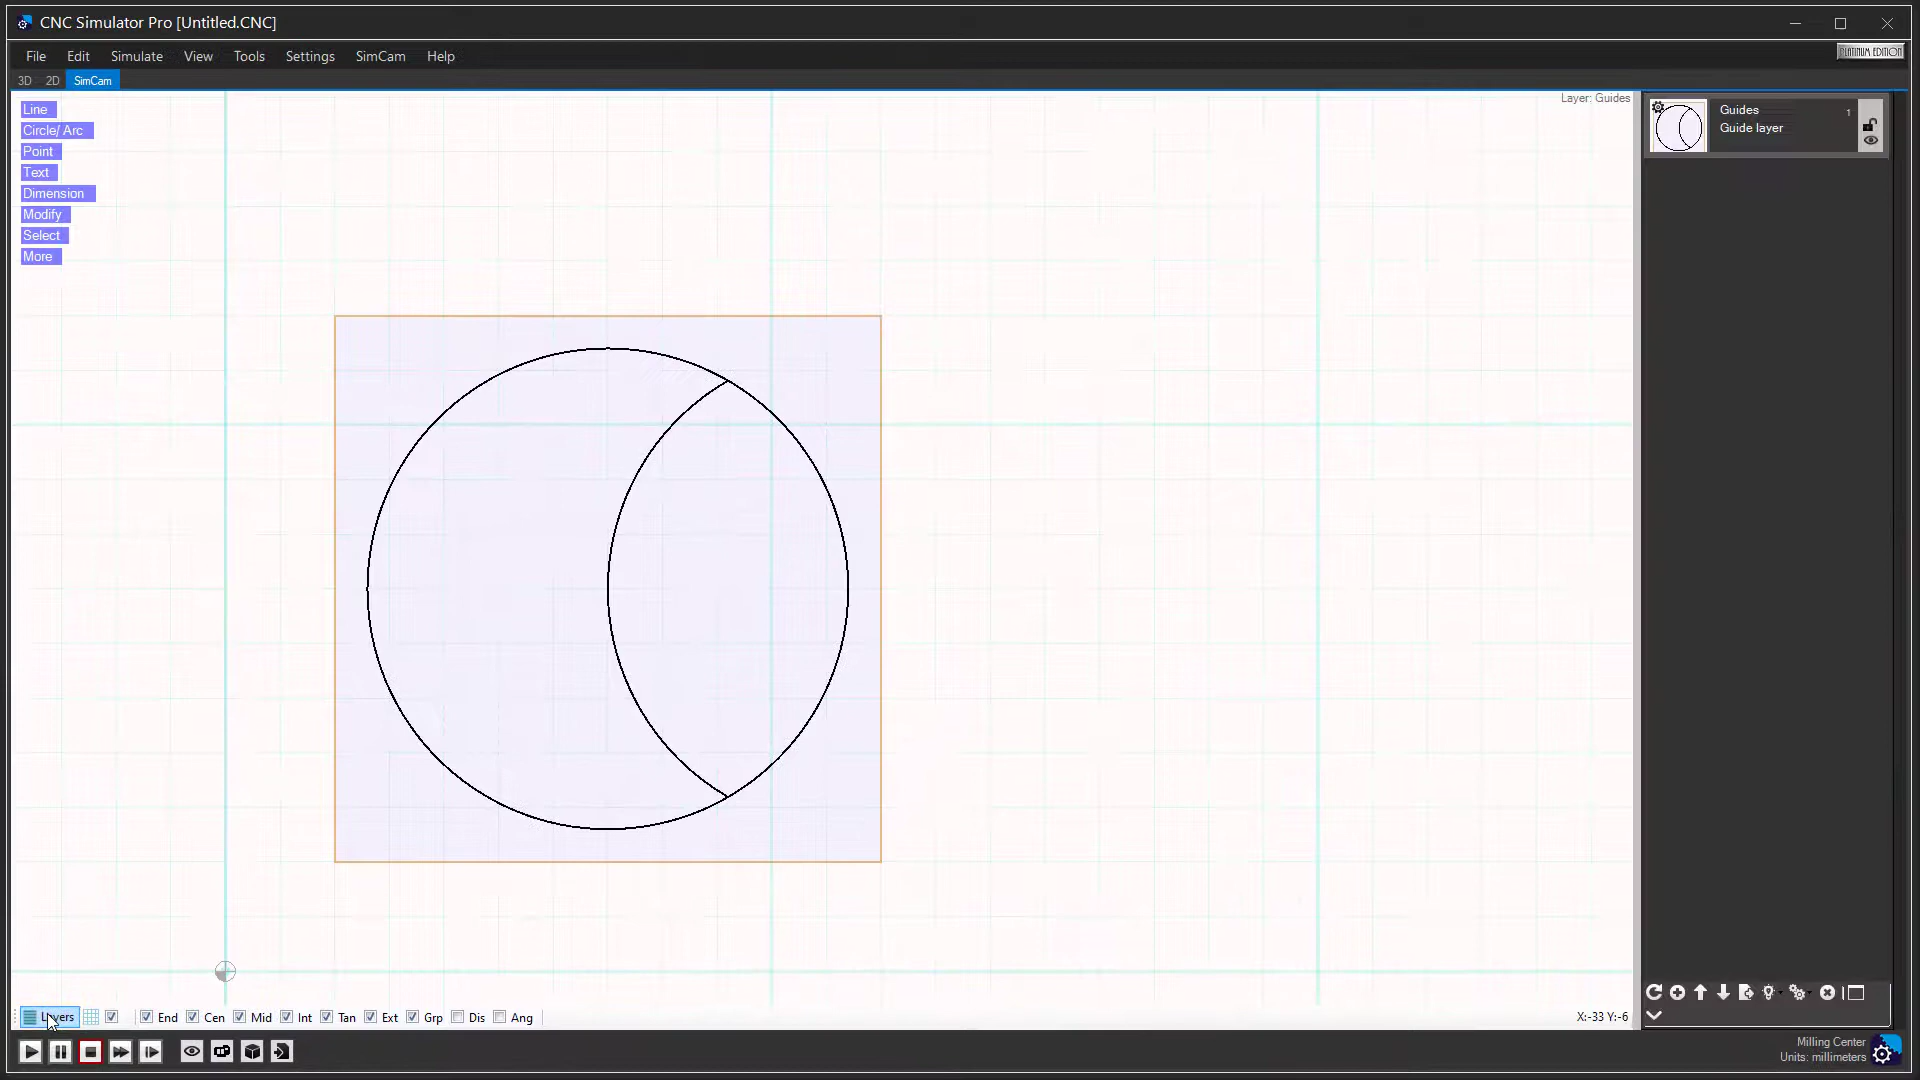 CNC Simulator Pro [Untitled.CNC]
File Edit Simulate View Tools Settings SimCam Help
PLATINUM EDITION
3D 2D SimCam
Layer: Guides
Line
Circle/ Arc
Point
Text
Dimension
Modify
Select
More
Guides 1
Guide layer
Layers End Cen Mid Int Tan Ext Grp Dis Ang
X:-33 Y:-6
Milling Center
Units: millimeters